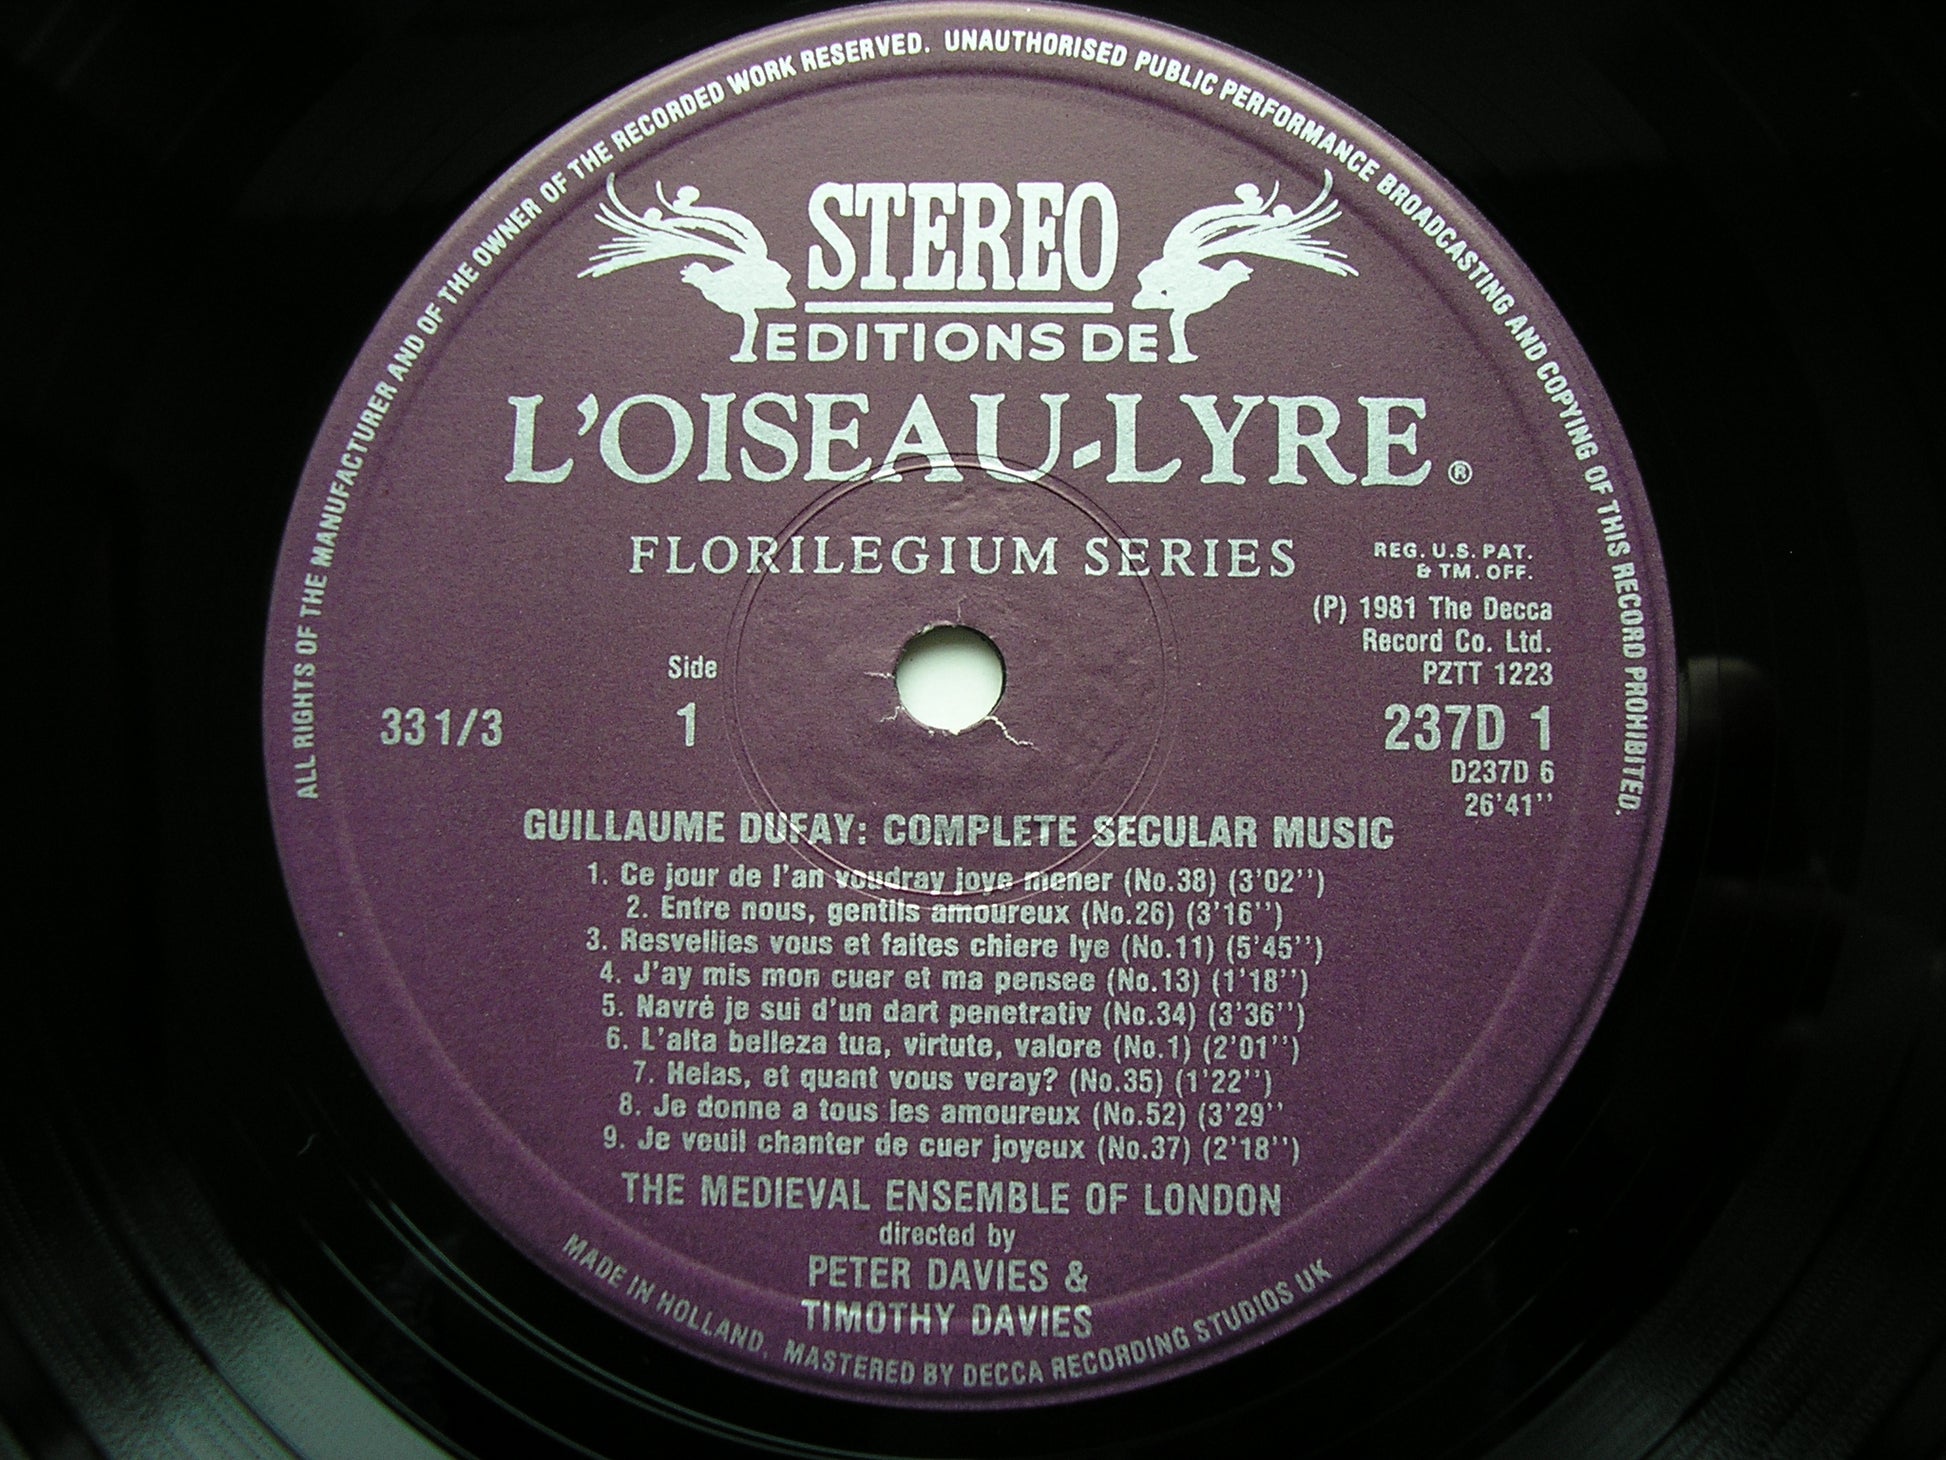 ALL RIGHTS OF THE MANUFACTURER AND OF THE OWNER OF THE RECORDED WORK RESERVED. UNAUTHORISED PUBLIC PERFORMANCE BROADCASTING AND COPYING OF THIS RECORD PROHIBITED.
STEREO
EDITIONS DE
L'OISEAU-LYRE ®
FLORILEGIUM SERIES
REG. U.S. PAT.
& TM. OFF.
(P) 1981 The Decca
Record Co. Ltd.
PZTT 1223
Side
33 1/3
1
237D 1
D237D 6
26'41''
GUILLAUME DUFAY: COMPLETE SECULAR MUSIC
1. Ce jour de l'an voudray joye mener (No.38) (3'02'')
2. Entre nous, gentils amoureux (No.26) (3'16'')
3. Resvellies vous et faites chiere lye (No.11) (5'45'')
4. J'ay mis mon cuer et ma pensee (No.13) (1'18'')
5. Navré je sui d'un dart penetrativ (No.34) (3'36'')
6. L'alta belleza tua, virtute, valore (No.1) (2'01'')
7. Helas, et quant vous veray? (No.35) (1'22'')
8. Je donne a tous les amoureux (No.52) (3'29''
9. Je veuil chanter de cuer joyeux (No.37) (2'18'')
THE MEDIEVAL ENSEMBLE OF LONDON
directed by
PETER DAVIES &
TIMOTHY DAVIES
MADE IN HOLLAND. MASTERED BY DECCA RECORDING STUDIOS UK